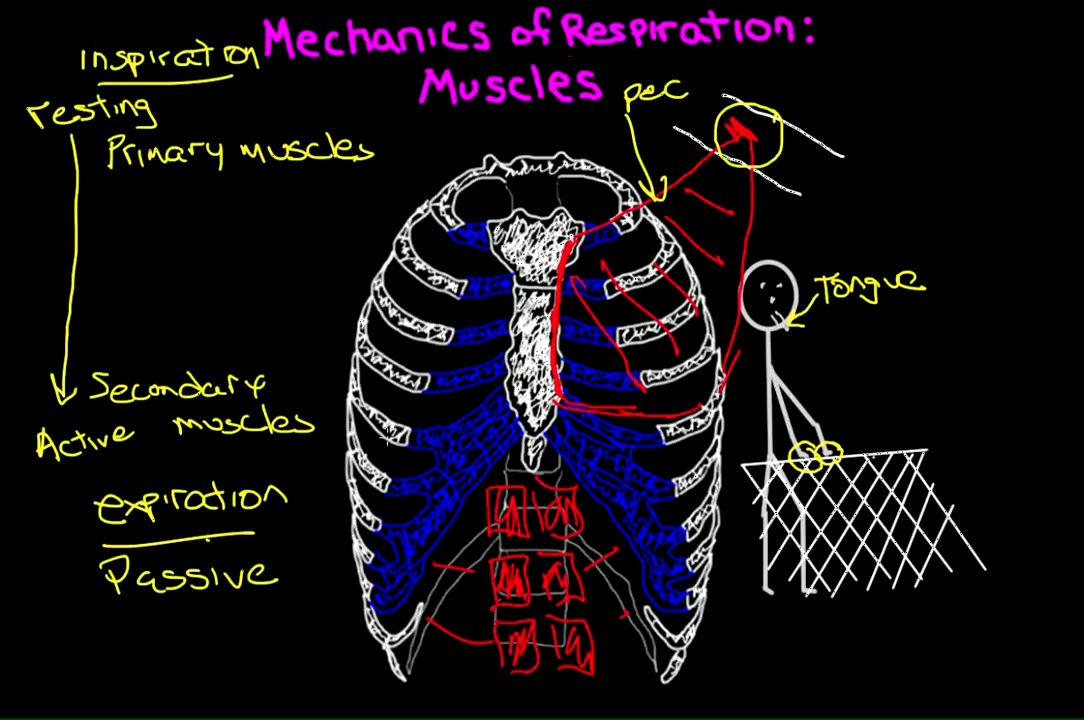 Mechanics of Respiration:
Muscles
Inspiration
resting
Primary muscles
Secondary
Active muscles
expiration
Passive
pec
Tongue